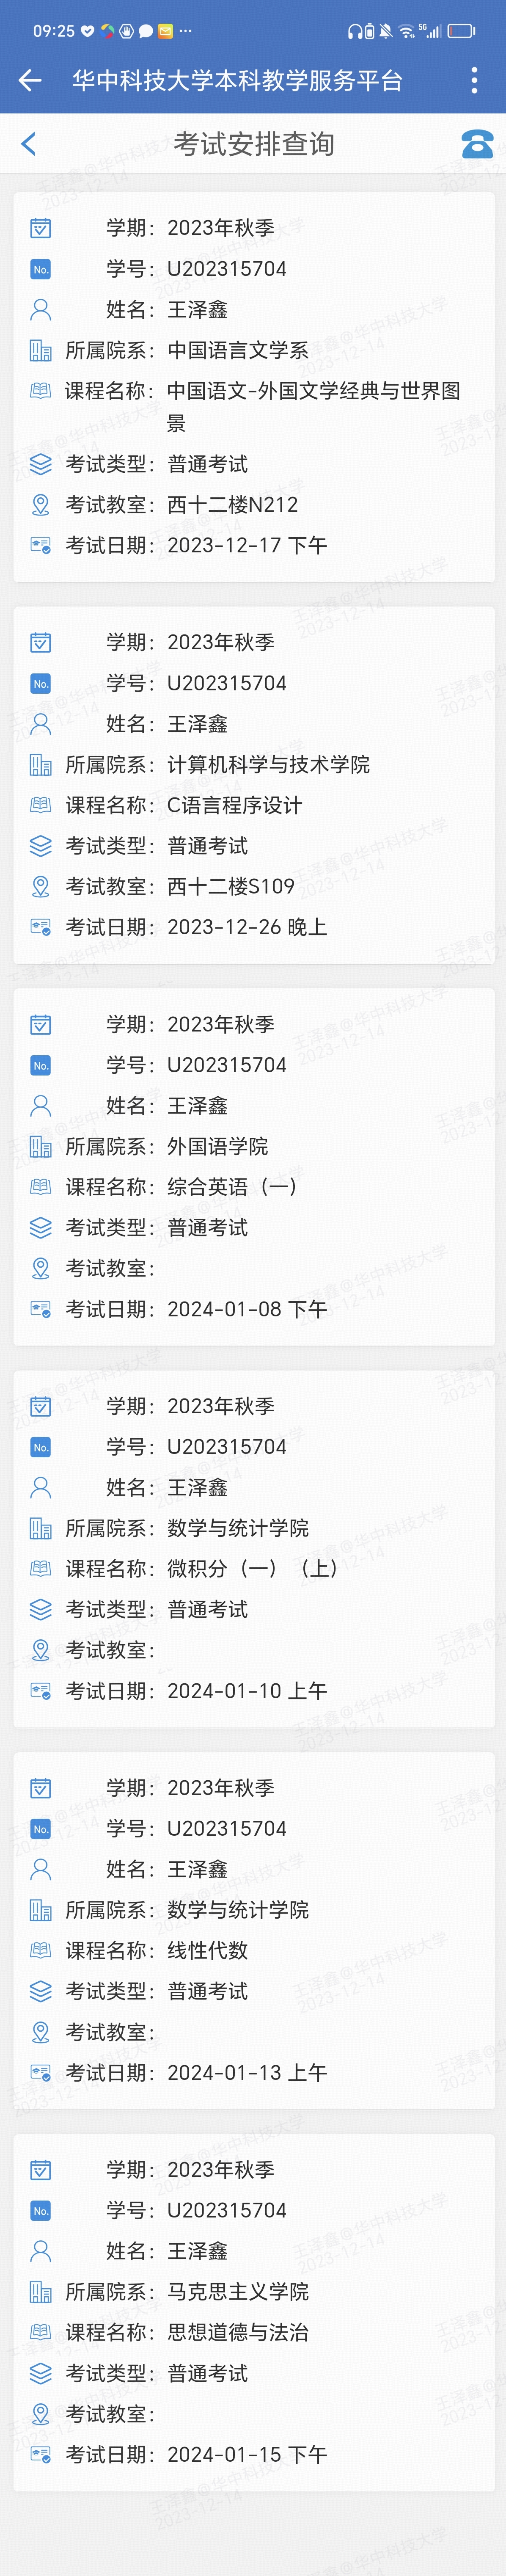 09:25 ··· 5G
华中科技大学本科教学服务平台
考试安排查询
学期： 2023年秋季
No. 学号： U202315704
姓名： 王泽鑫
所属院系： 中国语言文学系
课程名称： 中国语文-外国文学经典与世界图
景
考试类型： 普通考试
考试教室： 西十二楼N212
考试日期： 2023-12-17 下午
学期： 2023年秋季
No. 学号： U202315704
姓名： 王泽鑫
所属院系： 计算机科学与技术学院
课程名称： C语言程序设计
考试类型： 普通考试
考试教室： 西十二楼S109
考试日期： 2023-12-26 晚上
学期： 2023年秋季
No. 学号： U202315704
姓名： 王泽鑫
所属院系： 外国语学院
课程名称： 综合英语（一）
考试类型： 普通考试
考试教室：
考试日期： 2024-01-08 下午
学期： 2023年秋季
No. 学号： U202315704
姓名： 王泽鑫
所属院系： 数学与统计学院
课程名称： 微积分（一）（上）
考试类型： 普通考试
考试教室：
考试日期： 2024-01-10 上午
学期： 2023年秋季
No. 学号： U202315704
姓名： 王泽鑫
所属院系： 数学与统计学院
课程名称： 线性代数
考试类型： 普通考试
考试教室：
考试日期： 2024-01-13 上午
学期： 2023年秋季
No. 学号： U202315704
姓名： 王泽鑫
所属院系： 马克思主义学院
课程名称： 思想道德与法治
考试类型： 普通考试
考试教室：
考试日期： 2024-01-15 下午
王泽鑫@华中科技大学
2023-12-14